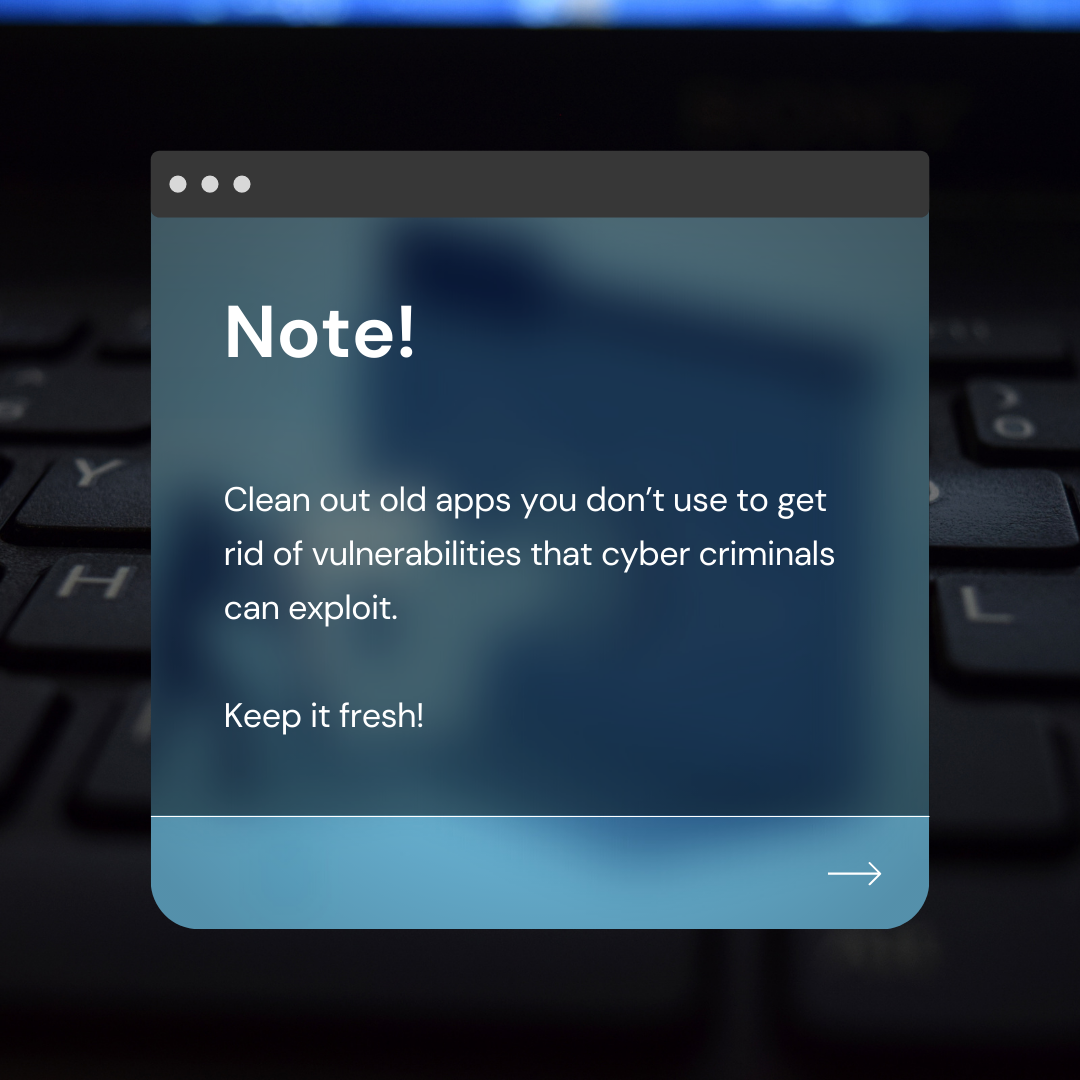 Note!
Clean out old apps you don’t use to get
rid of vulnerabilities that cyber criminals
can exploit.
Keep it fresh!
Y
H
L